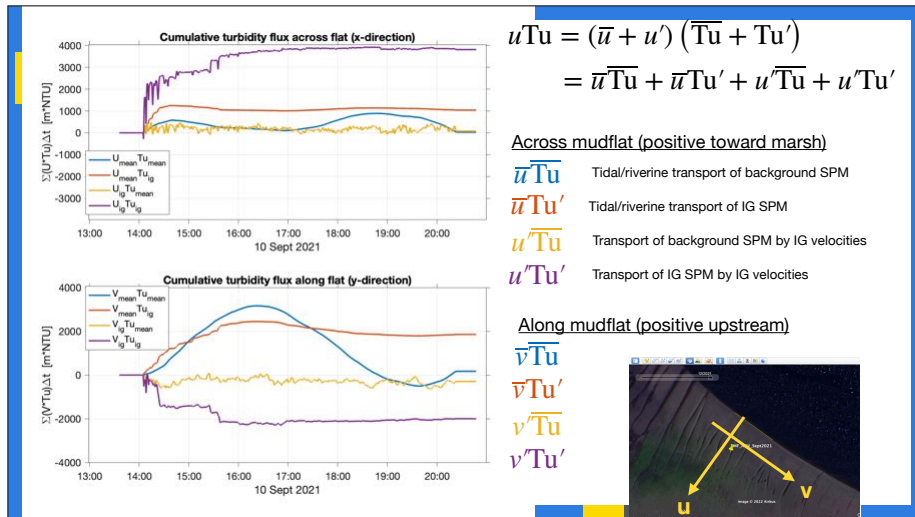 Cumulative turbidity flux across flat (x-direction)
Σ(U*Tu)Δt [m*NTU]
4000
3000
2000
1000
0
-1000
-2000
-3000
U_mean Tu_mean
U_mean Tu_ig
U_ig Tu_mean
U_ig Tu_ig
13:00 14:00 15:00 16:00 17:00 18:00 19:00 20:00
10 Sept 2021
Cumulative turbidity flux along flat (y-direction)
Σ(V*Tu)Δt [m*NTU]
4000
2000
0
-2000
-4000
V_mean Tu_mean
V_mean Tu_ig
V_ig Tu_mean
V_ig Tu_ig
13:00 14:00 15:00 16:00 17:00 18:00 19:00 20:00
10 Sept 2021
uTu = (u̅ + u′) (T̅u̅ + Tu′)
= u̅T̅u̅ + u̅Tu′ + u′T̅u̅ + u′Tu′
Across mudflat (positive toward marsh)
u̅T̅u̅ Tidal/riverine transport of background SPM
u̅Tu′ Tidal/riverine transport of IG SPM
u′T̅u̅ Transport of background SPM by IG velocities
u′Tu′ Transport of IG SPM by IG velocities
Along mudflat (positive upstream)
v̅T̅u̅
v̅Tu′
v′T̅u̅
v′Tu′
u
v
Image © 2022 Airbus